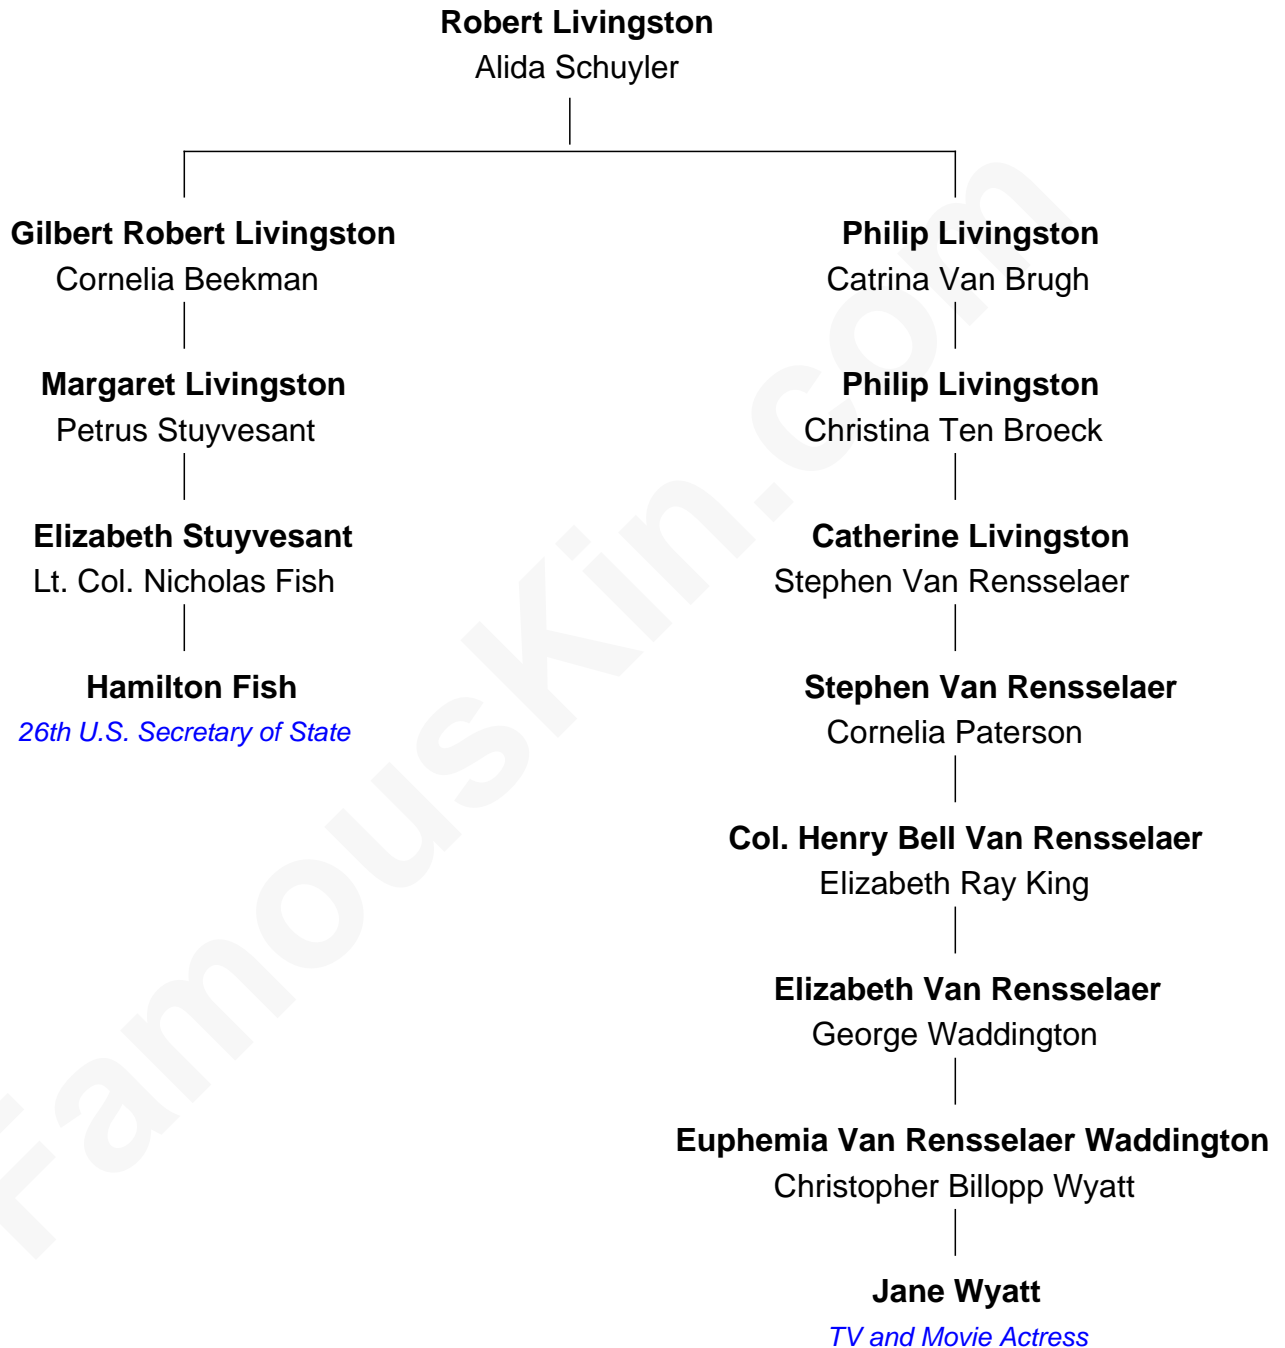 Robert Livingston
Alida Schuyler
Gilbert Robert Livingston
Cornelia Beekman
Philip Livingston
Catrina Van Brugh
Margaret Livingston
Petrus Stuyvesant
Philip Livingston
Christina Ten Broeck
Elizabeth Stuyvesant
Lt. Col. Nicholas Fish
Catherine Livingston
Stephen Van Rensselaer
Hamilton Fish
26th U.S. Secretary of State
Stephen Van Rensselaer
Cornelia Paterson
Col. Henry Bell Van Rensselaer
Elizabeth Ray King
Elizabeth Van Rensselaer
George Waddington
Euphemia Van Rensselaer Waddington
Christopher Billopp Wyatt
Jane Wyatt
TV and Movie Actress
FamousKin.com